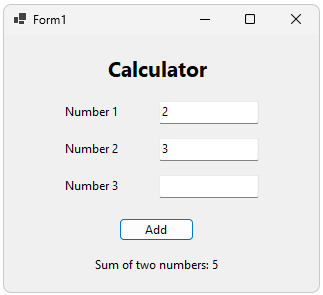 Form1
Calculator
Number 1 2
Number 2 3
Number 3
Add
Sum of two numbers: 5